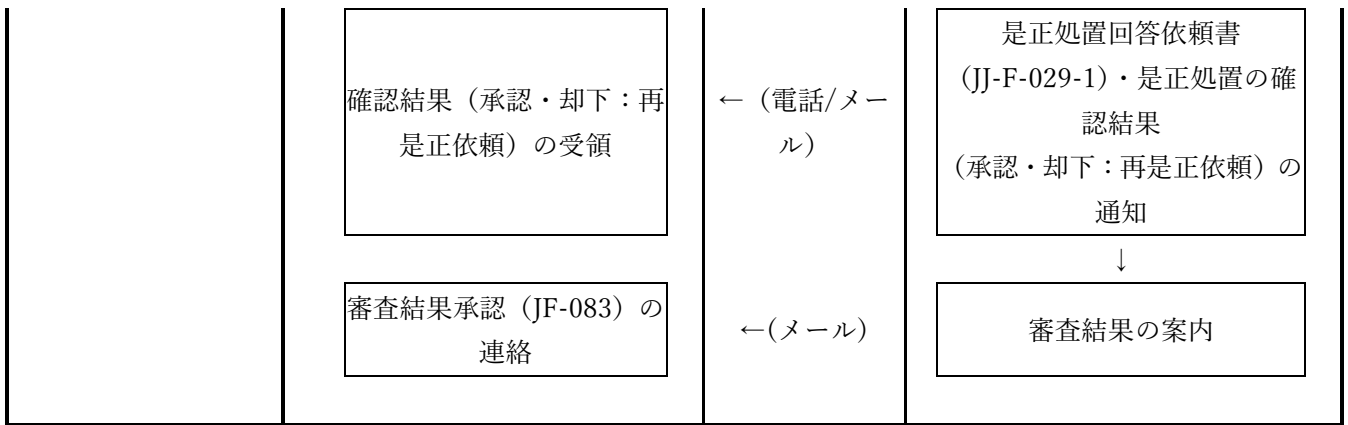 確認結果（承認・却下：再
是正依頼）の受領
← （電話/メー
ル）
是正処置回答依頼書
（JJ-F-029-1）・是正処置の確
認結果
（承認・却下：再是正依頼）の
通知
↓
審査結果承認（JF-083）の
連絡
←(メール)
審査結果の案内